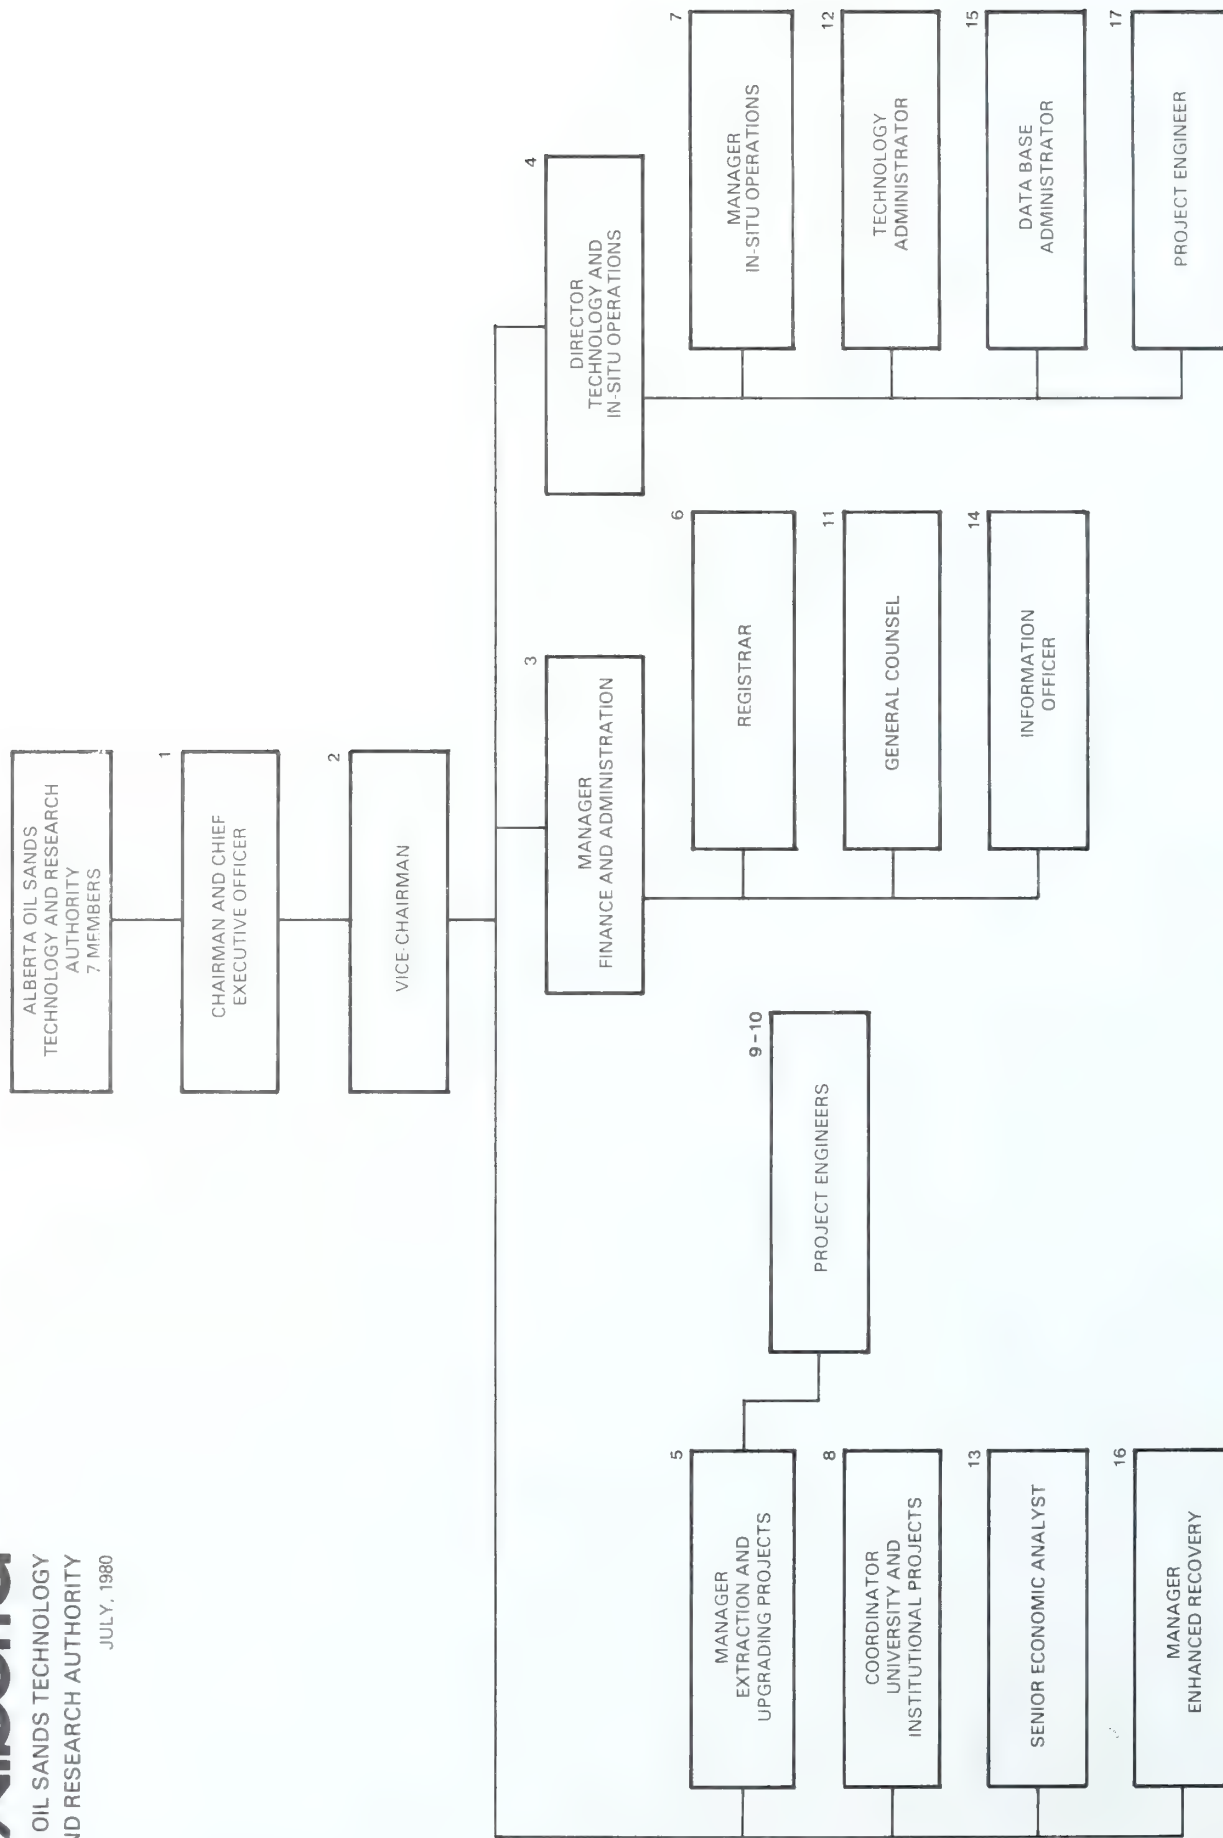 OIL SANDS TECHNOLOGY
RESEARCH AUTHORITY
JULY, 1980
ALBERTA OIL SANDS
TECHNOLOGY AND RESEARCH
AUTHORITY
7 MEMBERS
1
CHAIRMAN AND CHIEF
EXECUTIVE OFFICER
2
VICE-CHAIRMAN
3
MANAGER
FINANCE AND ADMINISTRATION
4
DIRECTOR
TECHNOLOGY AND
IN-SITU OPERATIONS
5
MANAGER
EXTRACTION AND
UPGRADING PROJECTS
9-10
PROJECT ENGINEERS
6
REGISTRAR
7
MANAGER
IN-SITU OPERATIONS
8
COORDINATOR
UNIVERSITY AND
INSTITUTIONAL PROJECTS
11
GENERAL COUNSEL
12
TECHNOLOGY
ADMINISTRATOR
13
SENIOR ECONOMIC ANALYST
14
INFORMATION
OFFICER
15
DATA BASE
ADMINISTRATOR
16
MANAGER
ENHANCED RECOVERY
17
PROJECT ENGINEER